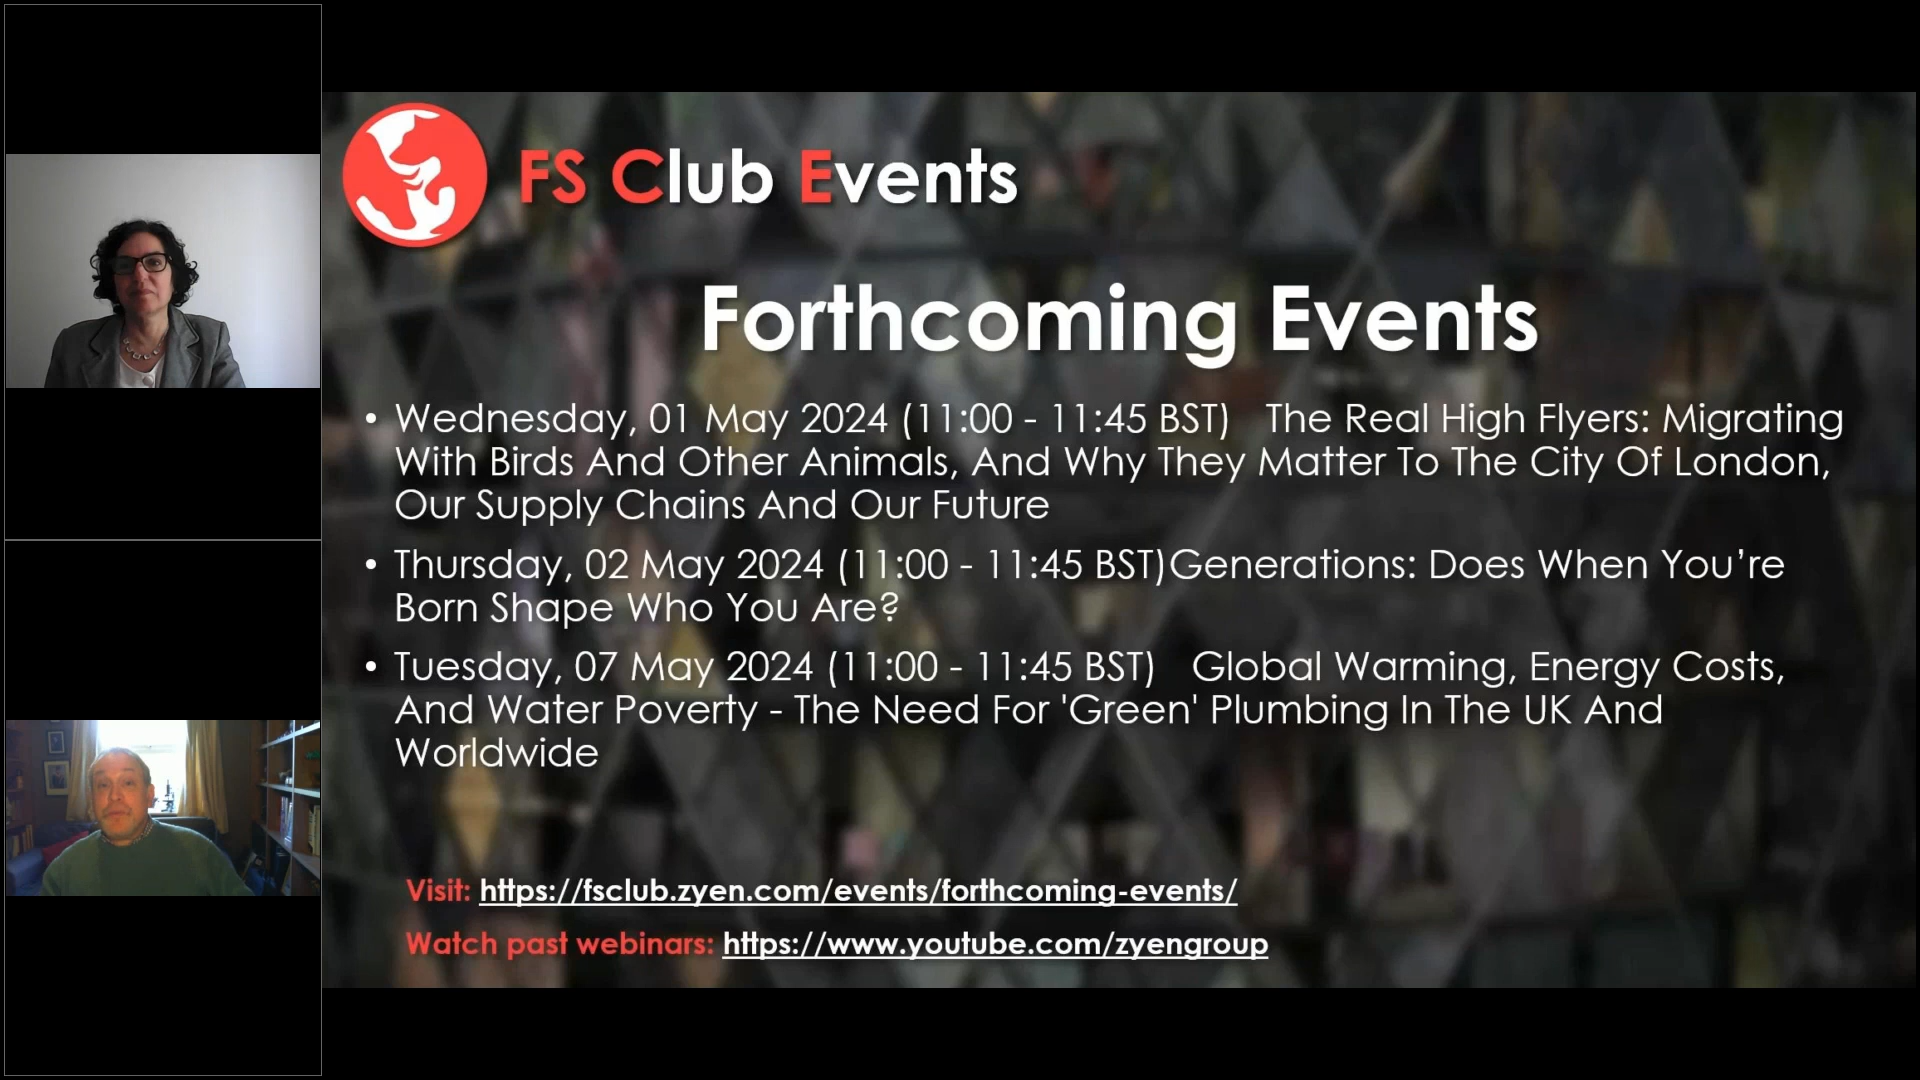 FS Club Events
Forthcoming Events
• Wednesday, 01 May 2024 (11:00 - 11:45 BST)   The Real High Flyers: Migrating
With Birds And Other Animals, And Why They Matter To The City Of London,
Our Supply Chains And Our Future
• Thursday, 02 May 2024 (11:00 - 11:45 BST)Generations: Does When You’re
Born Shape Who You Are?
• Tuesday, 07 May 2024 (11:00 - 11:45 BST)   Global Warming, Energy Costs,
And Water Poverty - The Need For 'Green' Plumbing In The UK And
Worldwide
Visit: https://fsclub.zyen.com/events/forthcoming-events/
Watch past webinars: https://www.youtube.com/zyengroup